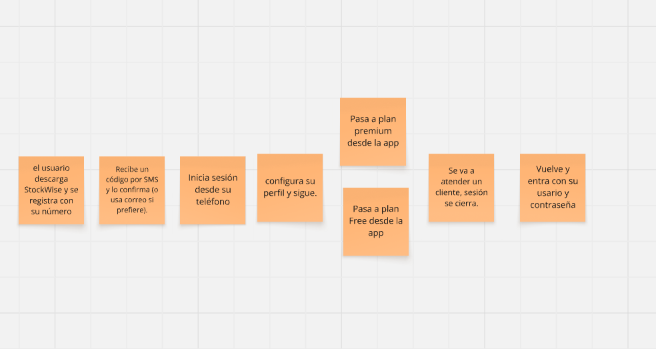 el usuario
descarga
StockWise y se
registra con
su número
Recibe un
código por SMS
y lo confirma (o
usa correo si
prefiere).
Inicia sesión
desde su
teléfono
configura su
perfil y sigue.
Pasa a plan
premium
desde la app
Pasa a plan
Free desde la
app
Se va a
atender un
cliente, sesión
se cierra.
Vuelve y
entra con su
usario y
contraseña